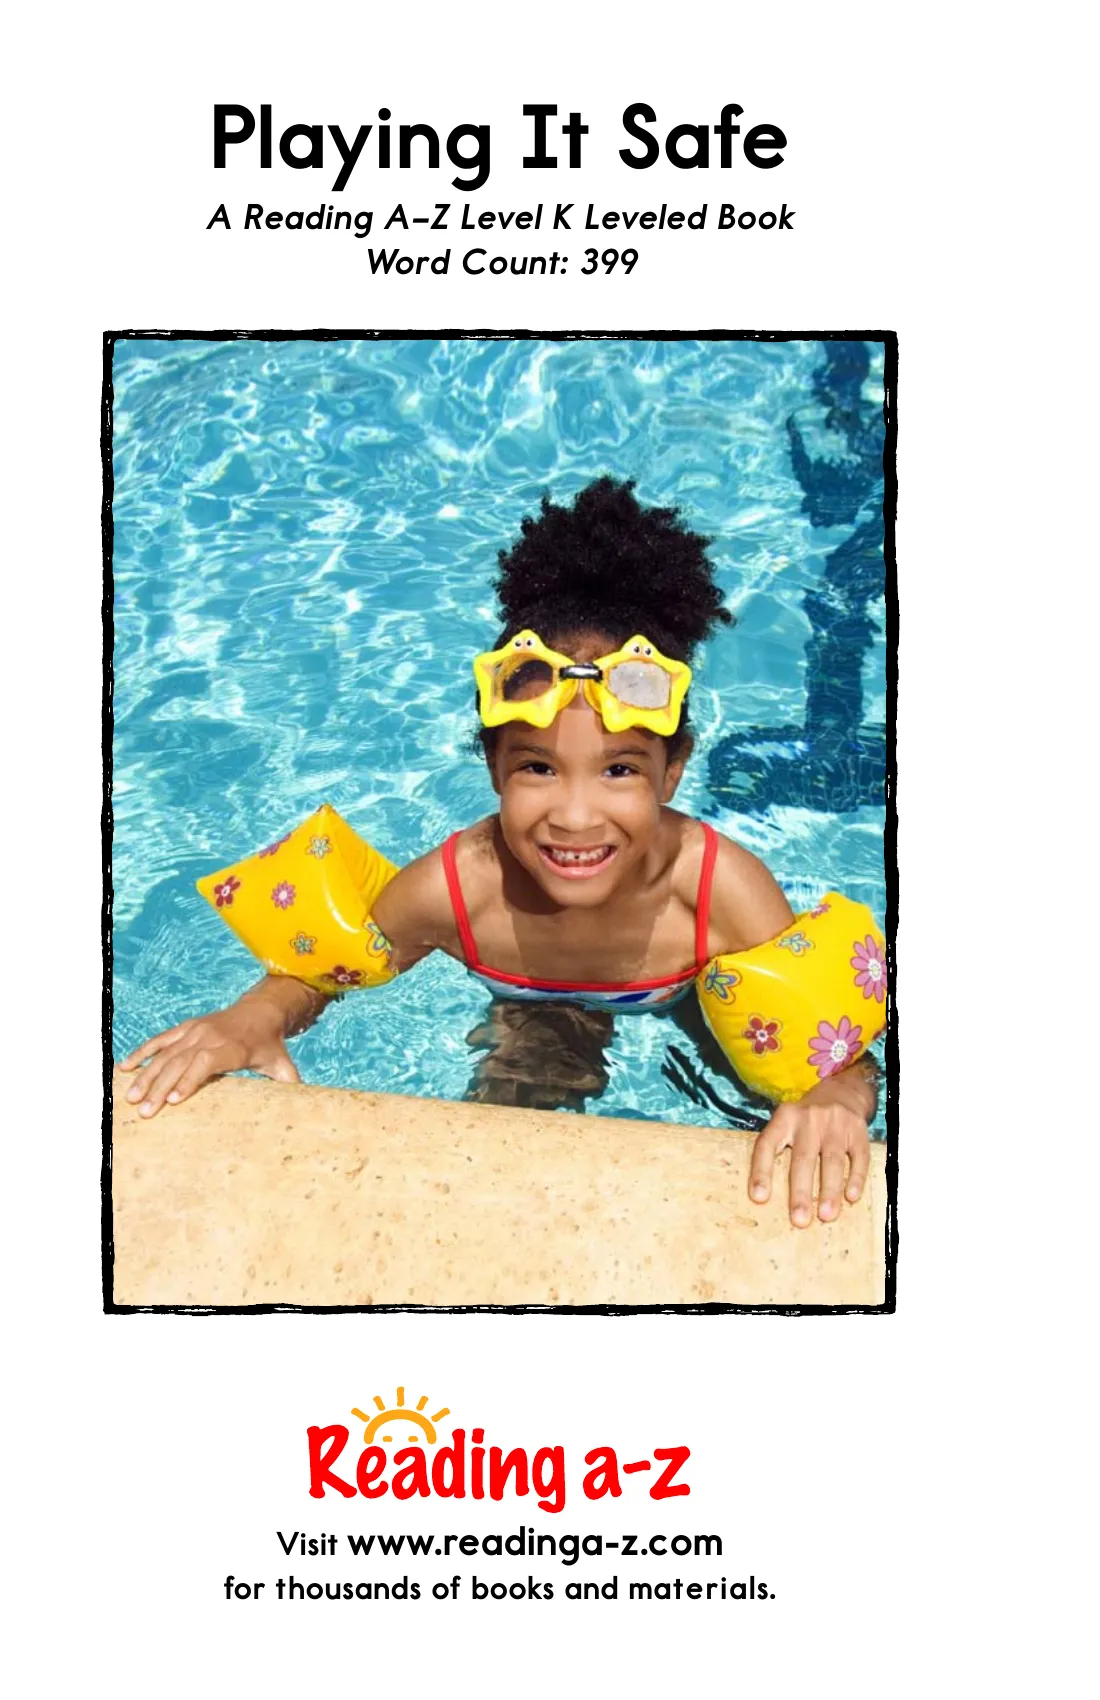 Playing It Safe
A Reading A–Z Level K Leveled Book
Word Count: 399
Reading a-z
Visit www.readinga-z.com
for thousands of books and materials.